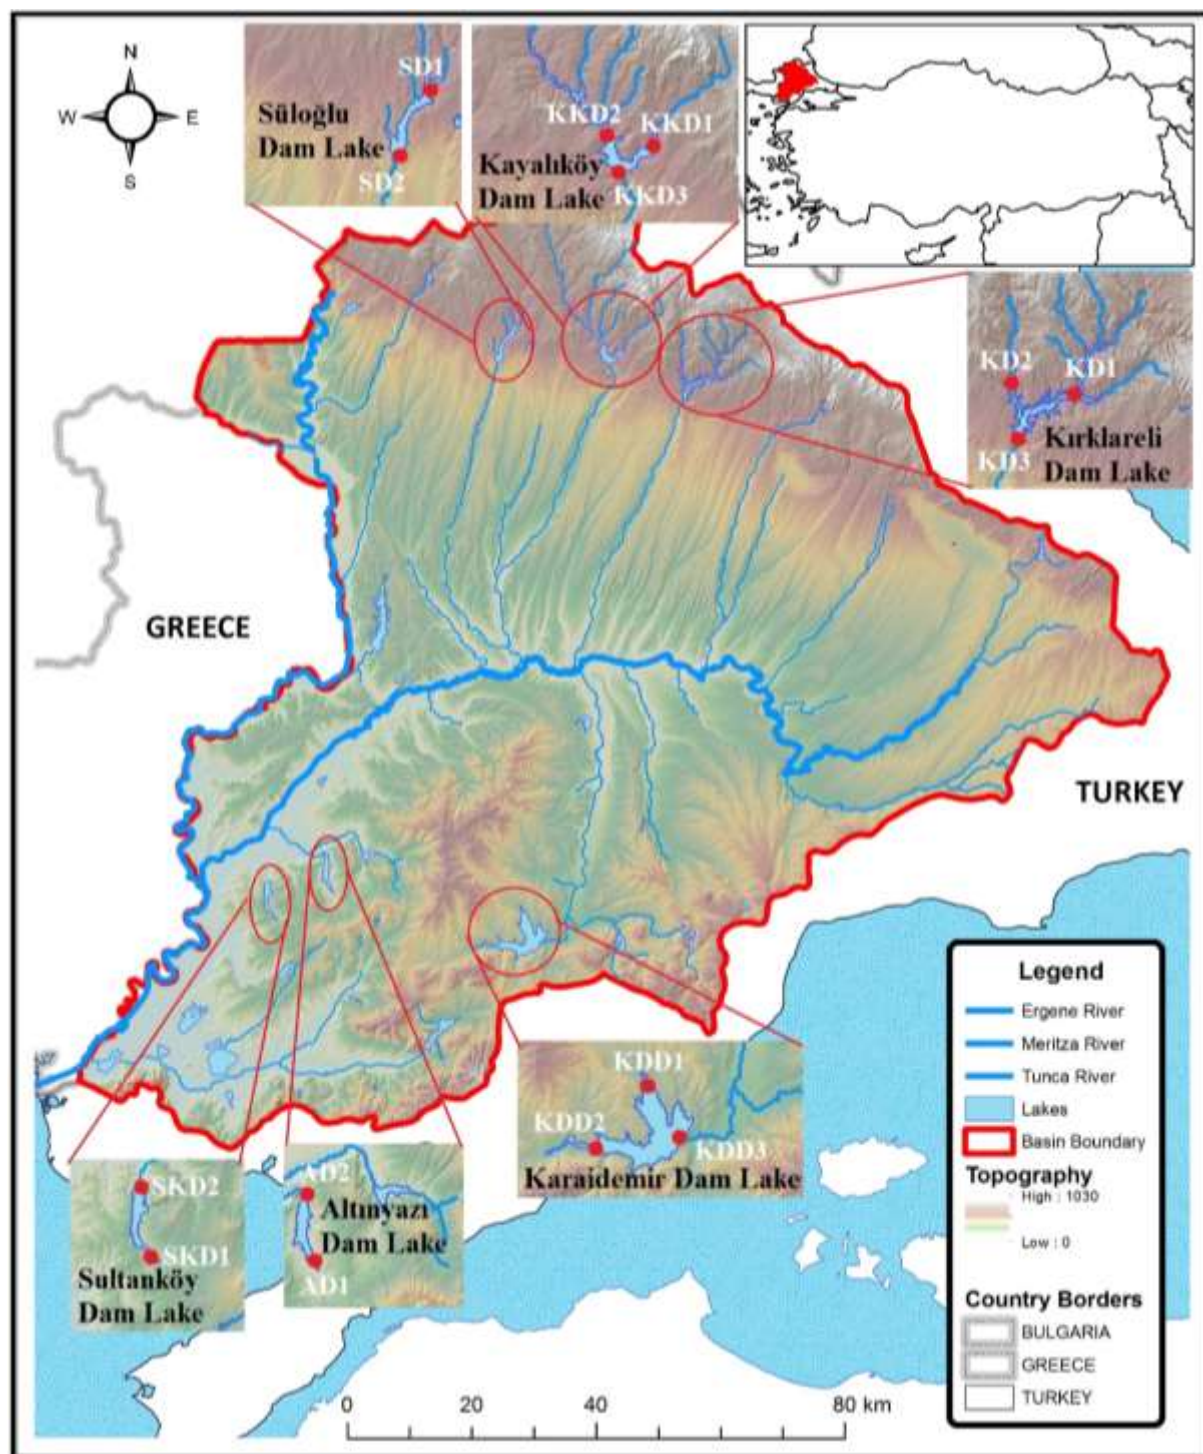 N
W
E
S
SD1
Süloğlu
Dam Lake
SD2
KKD2
KKD1
Kayalıköy
Dam Lake
KKD3
KD2
KD1
KD3
Kırklareli
Dam Lake
GREECE
TURKEY
KDD1
KDD2
KDD3
Karaidemir Dam Lake
SKD2
SKD1
Sultanköy
Dam Lake
AD2
Altınyazı
Dam Lake
AD1
Legend
Ergene River
Meritza River
Tunca River
Lakes
Basin Boundary
Topography
High : 1030
Low : 0
Country Borders
BULGARIA
GREECE
TURKEY
0 20 40 80 km